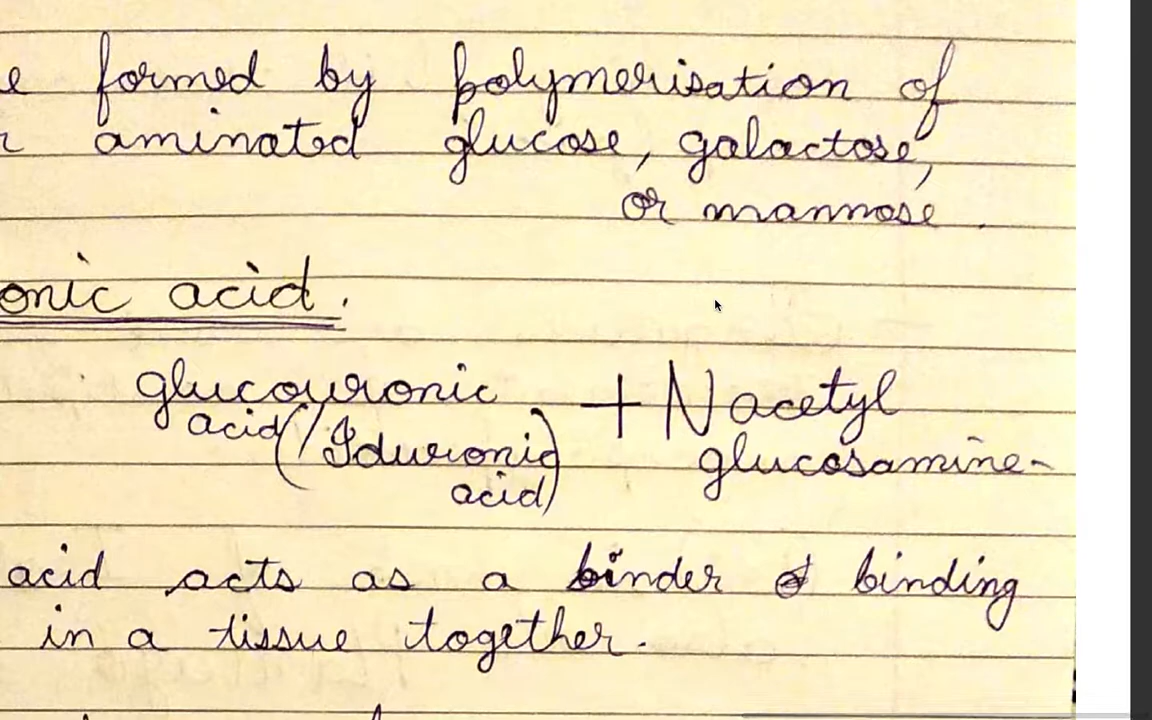 e formed by polymerisation of
r aminated glucose, galactose,
or mannose.
onic acid.
glucouronic + N acetyl
acid (/Iduronic glucosamine-
acid)
acid acts as a binder binding
in a tissue together.